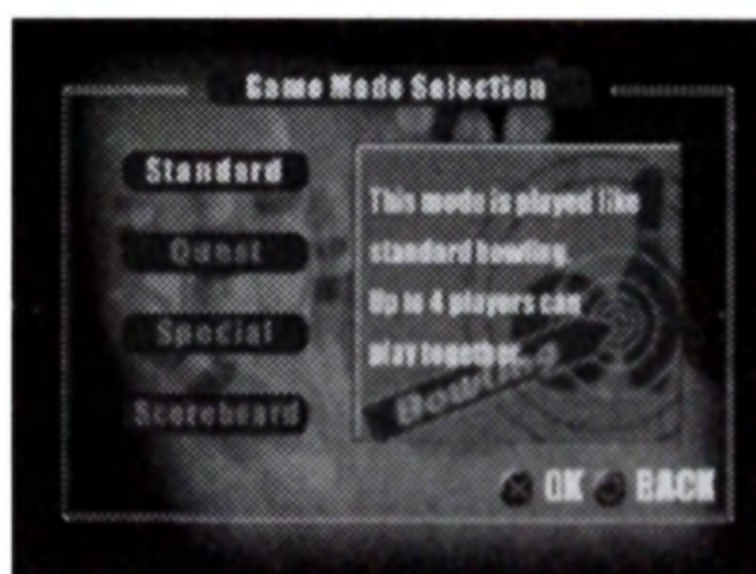 Game Mode Selection
Standard
Quest
Special
Scoreboard
This mode is played like
standard bowling.
Up to 4 players can
play together.
Bowling
OK BACK